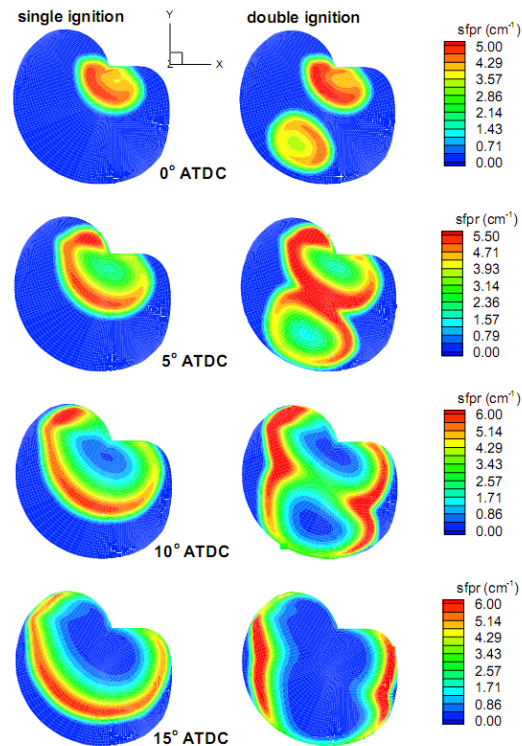 single ignition
double ignition
Y
Z
X
sfpr (cm⁻¹)
5.00
4.29
3.57
2.86
2.14
1.43
0.71
0.00
0° ATDC
sfpr (cm⁻¹)
5.50
4.71
3.93
3.14
2.36
1.57
0.79
0.00
5° ATDC
sfpr (cm⁻¹)
6.00
5.14
4.29
3.43
2.57
1.71
0.86
0.00
10° ATDC
sfpr (cm⁻¹)
6.00
5.14
4.29
3.43
2.57
1.71
0.86
0.00
15° ATDC